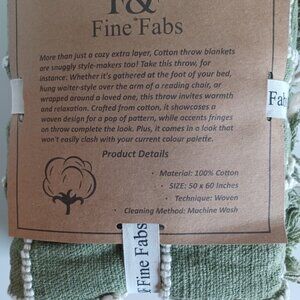 F&
Fine Fabs
More than just a cozy extra layer, Cotton throw blankets
are snuggly style-makers too! Take this throw, for
instance: Whether it's gathered at the foot of your bed,
hung waiter-style over the arm of a reading chair, or
wrapped around a loved one, this throw invites warmth
and relaxation. Crafted from cotton, it showcases a
woven design for a pop of pattern, while accents fringes
on throw complete the look. Plus, it comes in a look that
won't easily clash with your current colour palette.
Product Details
· Material: 100% Cotton
· SIZE: 50 x 60 Inches
· Technique: Woven
· Cleaning Method: Machine Wash
Fab
Fine Fabs